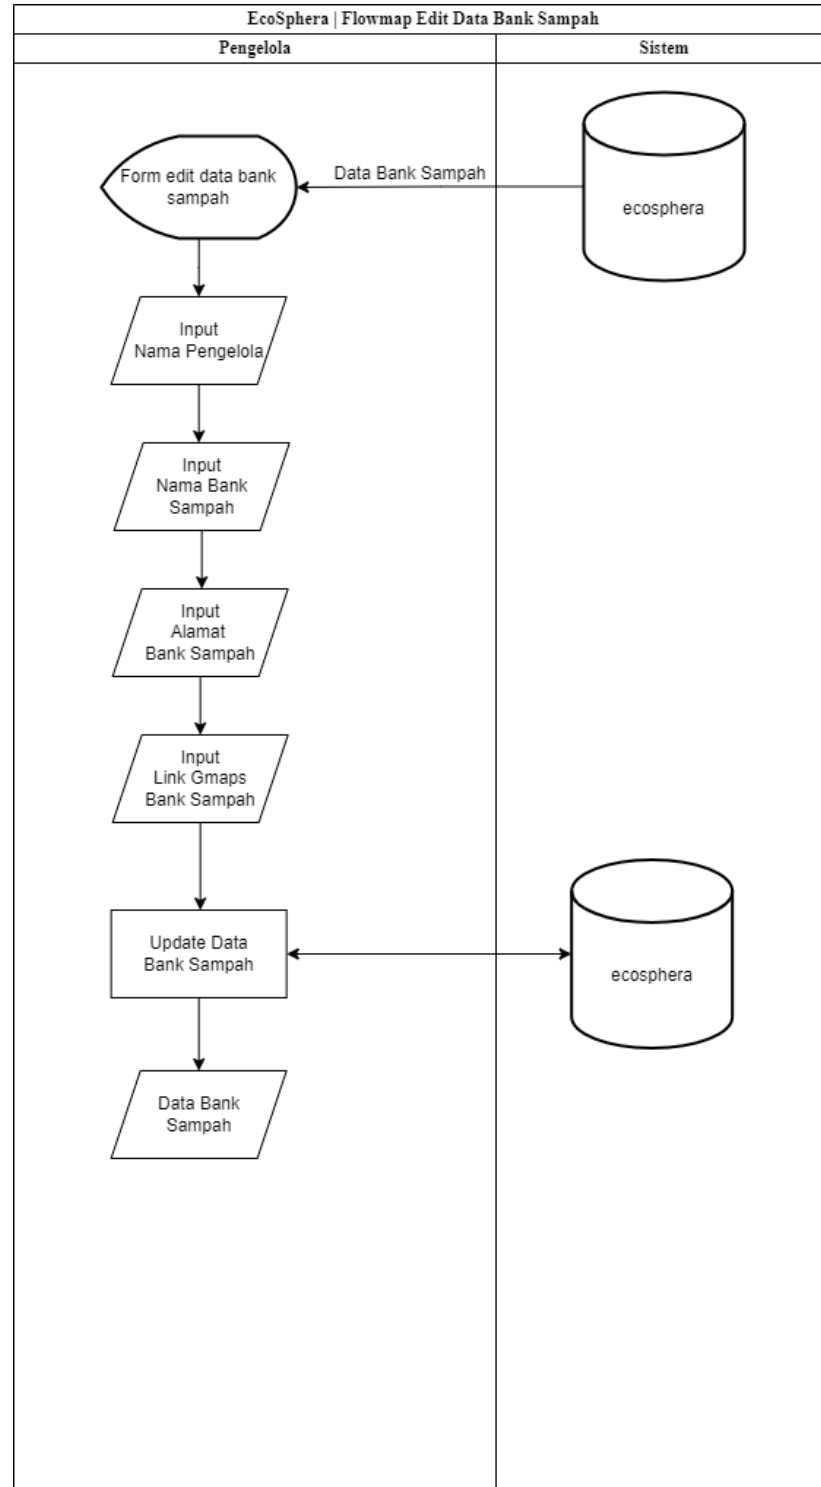 EcoSphera | Flowmap Edit Data Bank Sampah
Pengelola
Sistem
Form edit data bank
sampah
Data Bank Sampah
ecosphera
Input
Nama Pengelola
Input
Nama Bank
Sampah
Input
Alamat
Bank Sampah
Input
Link Gmaps
Bank Sampah
Update Data
Bank Sampah
ecosphera
Data Bank
Sampah